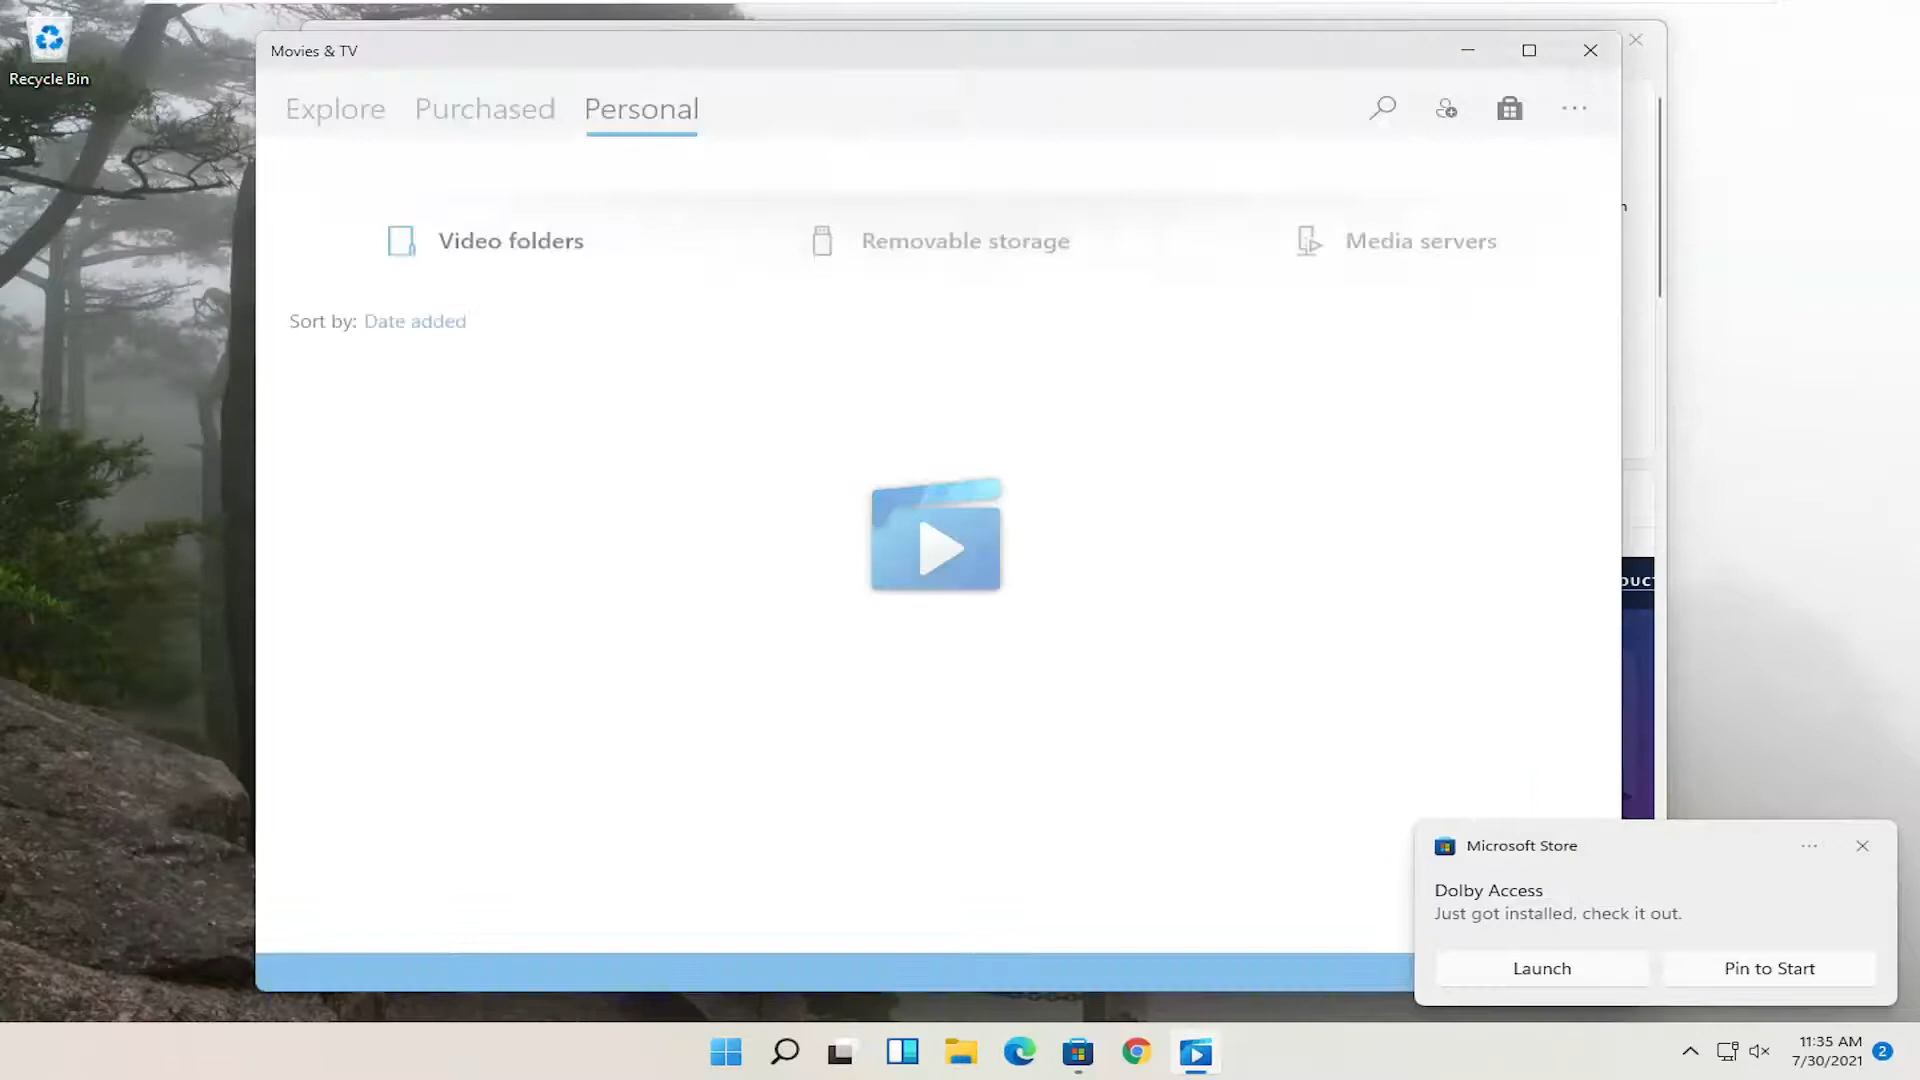 Recycle Bin
Movies & TV
Explore Purchased Personal
Video folders
Removable storage
Media servers
Sort by: Date added
Microsoft Store
Dolby Access
Just got installed, check it out.
Launch
Pin to Start
11:35 AM
7/30/2021
2